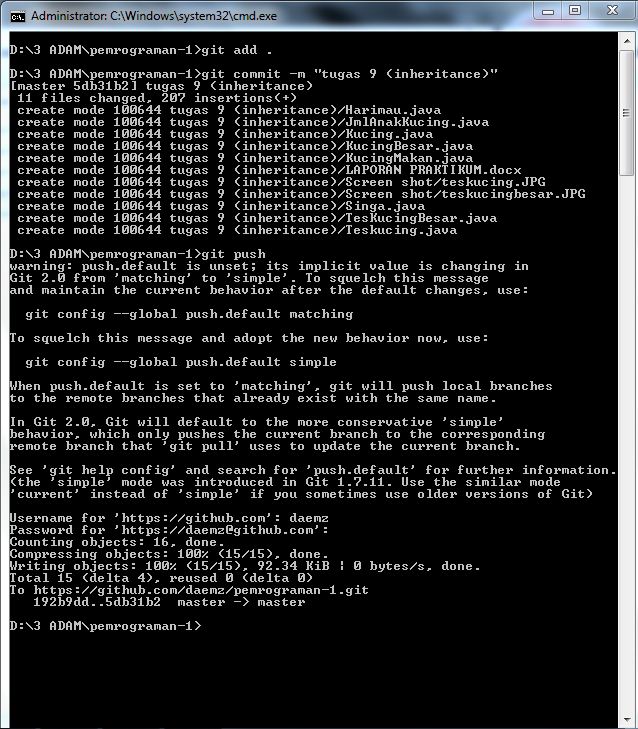 Administrator: C:\Windows\system32\cmd.exe
D:\3 ADAM\pemrograman-1>git add .
D:\3 ADAM\pemrograman-1>git commit -m "tugas 9 (inheritance)"
[master 5db31b2] tugas 9 (inheritance)
 11 files changed, 207 insertions(+)
 create mode 100644 tugas 9 (inheritance)/Harimau.java
 create mode 100644 tugas 9 (inheritance)/JmlAnakKucing.java
 create mode 100644 tugas 9 (inheritance)/Kucing.java
 create mode 100644 tugas 9 (inheritance)/KucingBesar.java
 create mode 100644 tugas 9 (inheritance)/KucingMakan.java
 create mode 100644 tugas 9 (inheritance)/LAPORAN PRAKTIKUM.docx
 create mode 100644 tugas 9 (inheritance)/Screen shot/teskucing.JPG
 create mode 100644 tugas 9 (inheritance)/Screen shot/teskucingbesar.JPG
 create mode 100644 tugas 9 (inheritance)/Singa.java
 create mode 100644 tugas 9 (inheritance)/TesKucingBesar.java
 create mode 100644 tugas 9 (inheritance)/Teskucing.java
D:\3 ADAM\pemrograman-1>git push
warning: push.default is unset; its implicit value is changing in
Git 2.0 from 'matching' to 'simple'. To squelch this message
and maintain the current behavior after the default changes, use:
  git config --global push.default matching
To squelch this message and adopt the new behavior now, use:
  git config --global push.default simple
When push.default is set to 'matching', git will push local branches
to the remote branches that already exist with the same name.
In Git 2.0, Git will default to the more conservative 'simple'
behavior, which only pushes the current branch to the corresponding
remote branch that 'git pull' uses to update the current branch.
See 'git help config' and search for 'push.default' for further information.
(the 'simple' mode was introduced in Git 1.7.11. Use the similar mode
'current' instead of 'simple' if you sometimes use older versions of Git)
Username for 'https://github.com': daemz
Password for 'https://daemz@github.com':
Counting objects: 16, done.
Compressing objects: 100% (15/15), done.
Writing objects: 100% (15/15), 92.34 KiB | 0 bytes/s, done.
Total 15 (delta 4), reused 0 (delta 0)
To https://github.com/daemz/pemrograman-1.git
   192b9dd..5db31b2  master -> master
D:\3 ADAM\pemrograman-1>